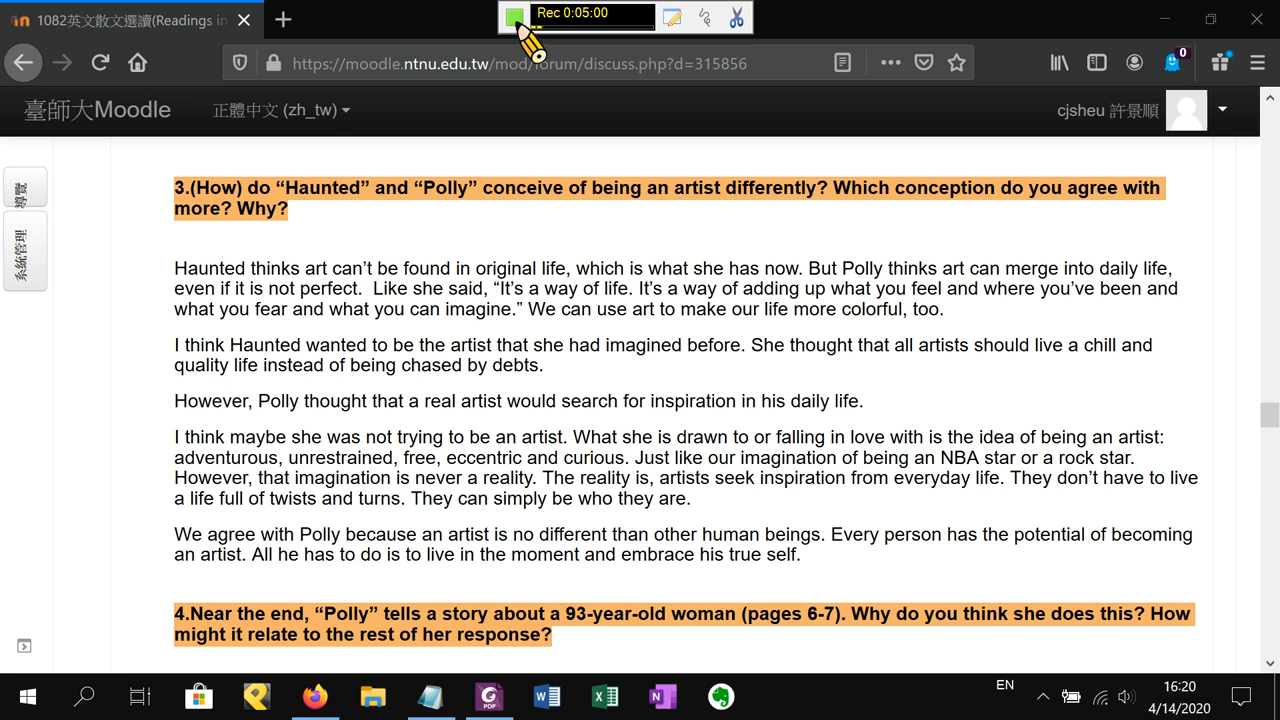 1082英文散文選讀(Readings in
Rec 0:05:00
https://moodle.ntnu.edu.tw/mod/forum/discuss.php?d=315856
0
臺師大Moodle
正體中文 (zh_tw)
cjsheu 許景順
導覽
系統管理
3.(How) do “Haunted” and “Polly” conceive of being an artist differently? Which conception do you agree with
more? Why?
Haunted thinks art can’t be found in original life, which is what she has now. But Polly thinks art can merge into daily life,
even if it is not perfect.  Like she said, “It’s a way of life. It’s a way of adding up what you feel and where you’ve been and
what you fear and what you can imagine.” We can use art to make our life more colorful, too.
I think Haunted wanted to be the artist that she had imagined before. She thought that all artists should live a chill and
quality life instead of being chased by debts.
However, Polly thought that a real artist would search for inspiration in his daily life.
I think maybe she was not trying to be an artist. What she is drawn to or falling in love with is the idea of being an artist:
adventurous, unrestrained, free, eccentric and curious. Just like our imagination of being an NBA star or a rock star.
However, that imagination is never a reality. The reality is, artists seek inspiration from everyday life. They don’t have to live
a life full of twists and turns. They can simply be who they are.
We agree with Polly because an artist is no different than other human beings. Every person has the potential of becoming
an artist. All he has to do is to live in the moment and embrace his true self.
4.Near the end, “Polly” tells a story about a 93-year-old woman (pages 6-7). Why do you think she does this? How
might it relate to the rest of her response?
EN
16:20
4/14/2020